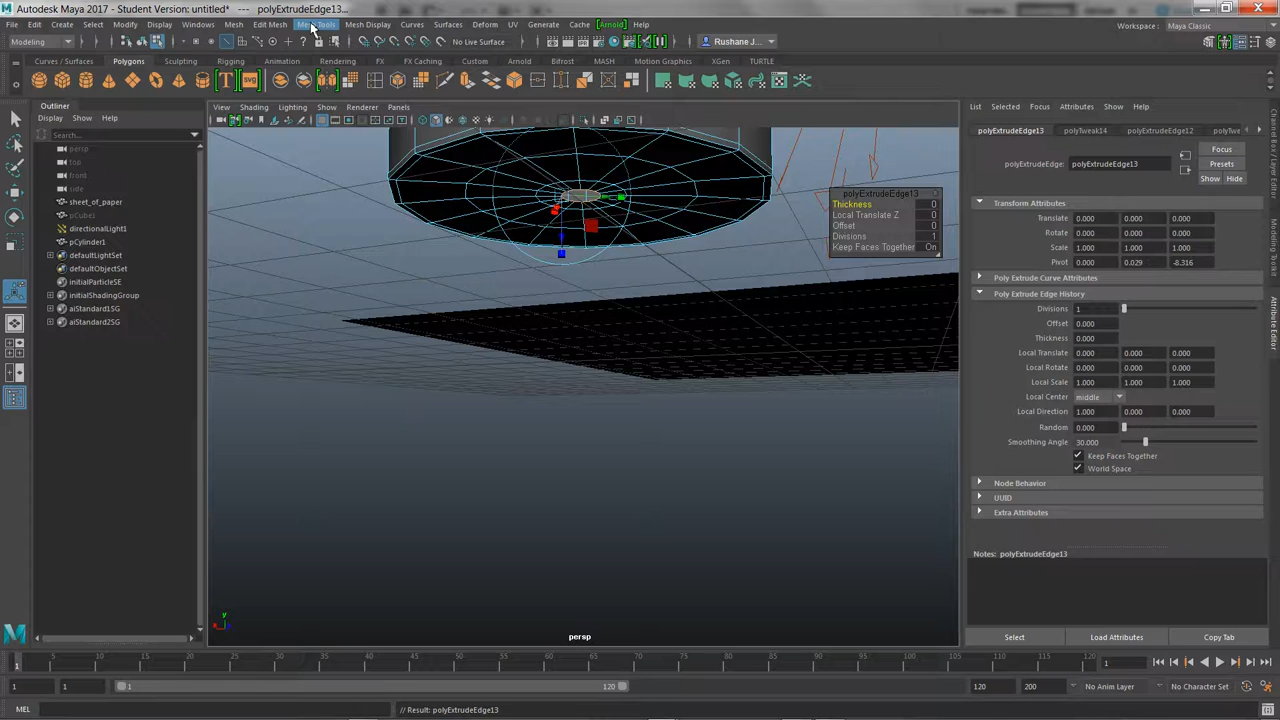 Autodesk Maya 2017 - Student Version: untitled* --- polyExtrudeEdge13...
File Edit Create Select Modify Display Windows Mesh Edit Mesh Mesh Tools Mesh Display Curves Surfaces Deform UV Generate Cache [Arnold] Help
Workspace : Maya Classic
Modeling No Live Surface Rushane J...
Curves / Surfaces Polygons Sculpting Rigging Animation Rendering FX FX Caching Custom Arnold Bifrost MASH Motion Graphics XGen TURTLE
Outliner
Display Show Help
Search...
persp
top
front
side
sheet_of_paper
pCube1
directionalLight1
pCylinder1
defaultLightSet
defaultObjectSet
initialParticleSE
initialShadingGroup
aiStandard1SG
aiStandard2SG
View Shading Lighting Show Renderer Panels
polyExtrudeEdge13
Thickness 0
Local Translate Z 0
Offset 0
Divisions 1
Keep Faces Together On
y
persp
List Selected Focus Attributes Show Help
polyExtrudeEdge13 polyTweak14 polyExtrudeEdge12 polyTwe
Focus
polyExtrudeEdge: polyExtrudeEdge13 Presets
Show Hide
Transform Attributes
Translate 0.000 0.000 0.000
Rotate 0.000 0.000 0.000
Scale 1.000 1.000 1.000
Pivot 0.000 0.029 -8.316
Poly Extrude Curve Attributes
Poly Extrude Edge History
Divisions 1
Offset 0.000
Thickness 0.000
Local Translate 0.000 0.000 0.000
Local Rotate 0.000 0.000 0.000
Local Scale 1.000 1.000 1.000
Local Center middle
Local Direction 1.000 0.000 0.000
Random 0.000
Smoothing Angle 30.000
Keep Faces Together
World Space
Node Behavior
UUID
Extra Attributes
Notes: polyExtrudeEdge13
Select Load Attributes Copy Tab
Channel Box / Layer Editor
Modeling Toolkit
Attribute Editor
1 5 10 15 20 25 30 35 40 45 50 55 60 65 70 75 80 85 90 95 100 105 110 115 120 1
1 1 1 120 120 200 No Anim Layer No Character Set
MEL // Result: polyExtrudeEdge13